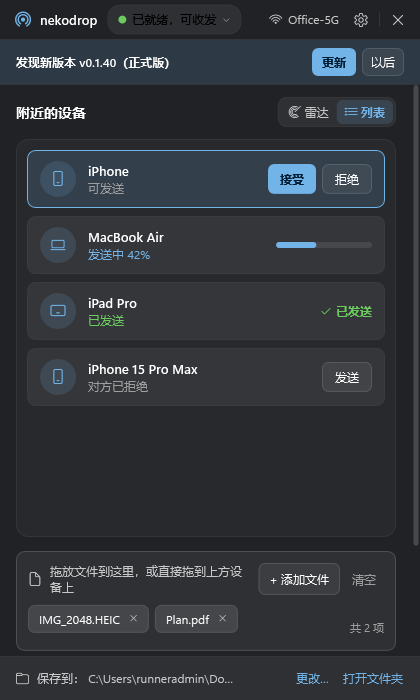 nekodrop
已就绪，可收发
Office-5G
发现新版本 v0.1.40（正式版）
更新
以后
附近的设备
雷达
列表
iPhone
可发送
接受
拒绝
MacBook Air
发送中 42%
iPad Pro
已发送
已发送
iPhone 15 Pro Max
对方已拒绝
发送
拖放文件到这里，或直接拖到上方设
备上
+ 添加文件
清空
IMG_2048.HEIC
Plan.pdf
共 2 项
保存到：
C:\Users\runneradmin\Do...
更改...
打开文件夹